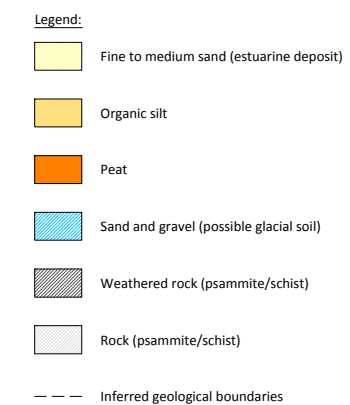 Legend:
Fine to medium sand (estuarine deposit)
Organic silt
Peat
Sand and gravel (possible glacial soil)
Weathered rock (psammite/schist)
Rock (psammite/schist)
Inferred geological boundaries